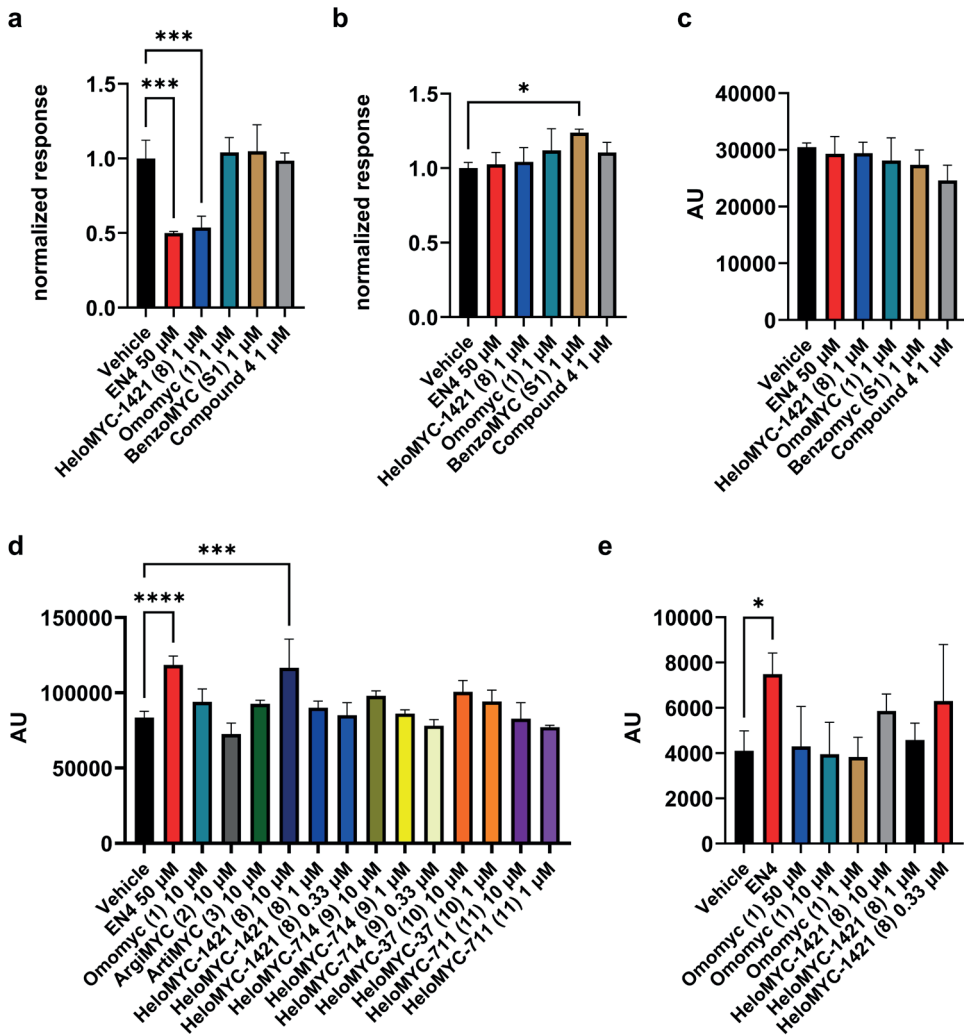 a
***
***
normalized response
1.5
1.0
0.5
0.0
Vehicle
EN4 50 µM
HeloMYC-1421 (8) 1 µM
Omomyc (1) 1 µM
BenzoMYC (S1) 1 µM
Compound 4 1 µM
b
*
normalized response
1.5
1.0
0.5
0.0
Vehicle
EN4 50 µM
HeloMYC-1421 (8) 1 µM
Omomyc (1) 1 µM
BenzoMYC (S1) 1 µM
Compound 4 1 µM
c
AU
40000
30000
20000
10000
0
Vehicle
EN4 50 µM
HeloMYC-1421 (8) 1 µM
OmoMYC (1) 1 µM
Benzomyc (S1) 1 µM
Compound 4 1 µM
d
***
****
AU
150000
100000
50000
0
Vehicle
EN4 50 µM
Omomyc (1) 10 µM
ArgiMYC (2) 10 µM
ArtiMYC (3) 10 µM
HeloMYC-1421 (8) 10 µM
HeloMYC-1421 (8) 1 µM
HeloMYC-1421 (8) 0.33 µM
HeloMYC-714 (9) 10 µM
HeloMYC-714 (9) 1 µM
HeloMYC-714 (9) 0.33 µM
HeloMYC-37 (10) 10 µM
HeloMYC-37 (10) 1 µM
HeloMYC-711 (11) 10 µM
HeloMYC-711 (11) 1 µM
e
*
AU
8000
6000
4000
2000
0
Vehicle
EN4
Omomyc (1) 50 µM
Omomyc (1) 10 µM
Omomyc (1) 1 µM
HeloMYC-1421 (8) 10 µM
HeloMYC-1421 (8) 1 µM
HeloMYC-1421 (8) 0.33 µM